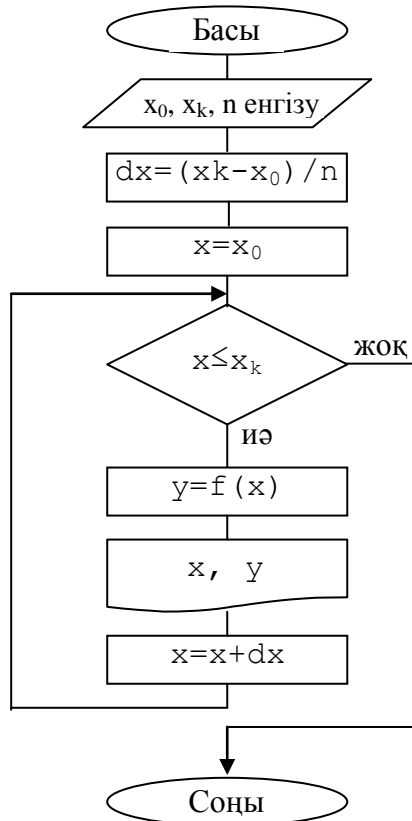 Басы
x₀, xₖ, n енгізу
dx=(xk-x₀)/n
x=x₀
x≤xₖ
жоқ
иә
y=f(x)
x, y
x=x+dx
Соңы